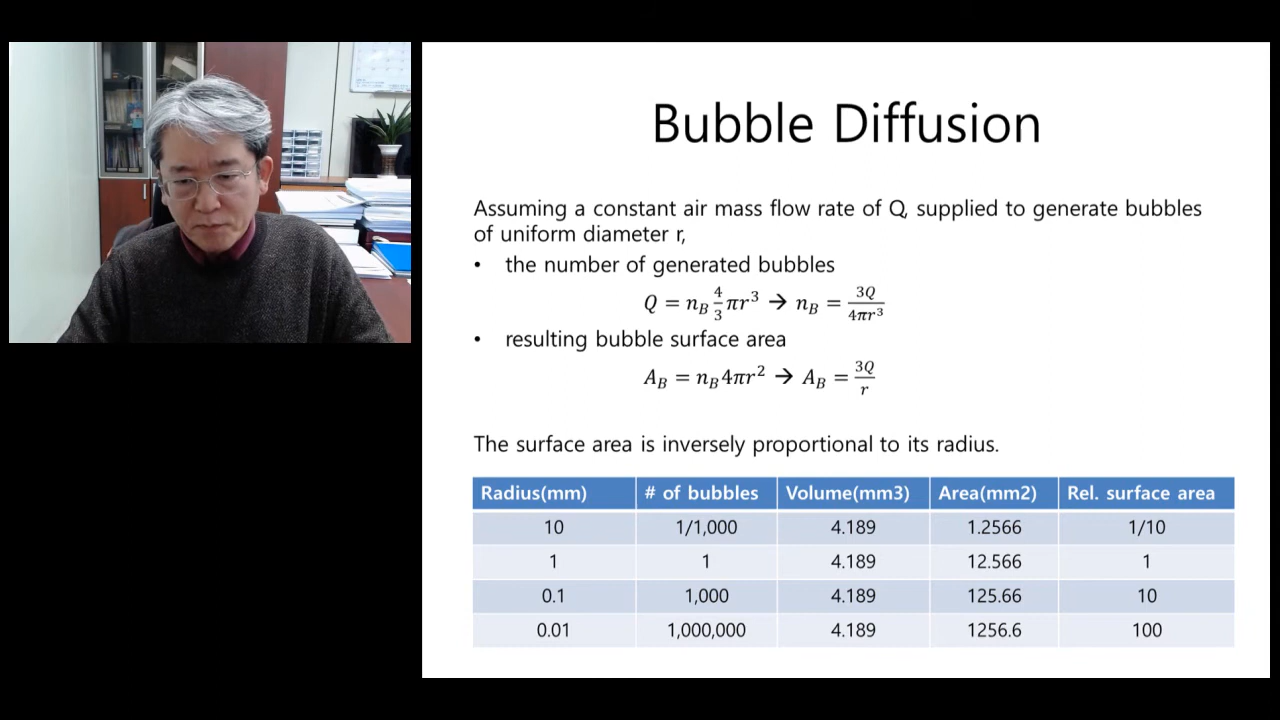 Bubble Diffusion
Assuming a constant air mass flow rate of Q, supplied to generate bubbles
of uniform diameter r,
• the number of generated bubbles
Q = n_B 4/3 πr³ → n_B = 3Q/4πr³
• resulting bubble surface area
A_B = n_B 4πr² → A_B = 3Q/r
The surface area is inversely proportional to its radius.
Radius(mm) # of bubbles Volume(mm3) Area(mm2) Rel. surface area
10 1/1,000 4.189 1.2566 1/10
1 1 4.189 12.566 1
0.1 1,000 4.189 125.66 10
0.01 1,000,000 4.189 1256.6 100